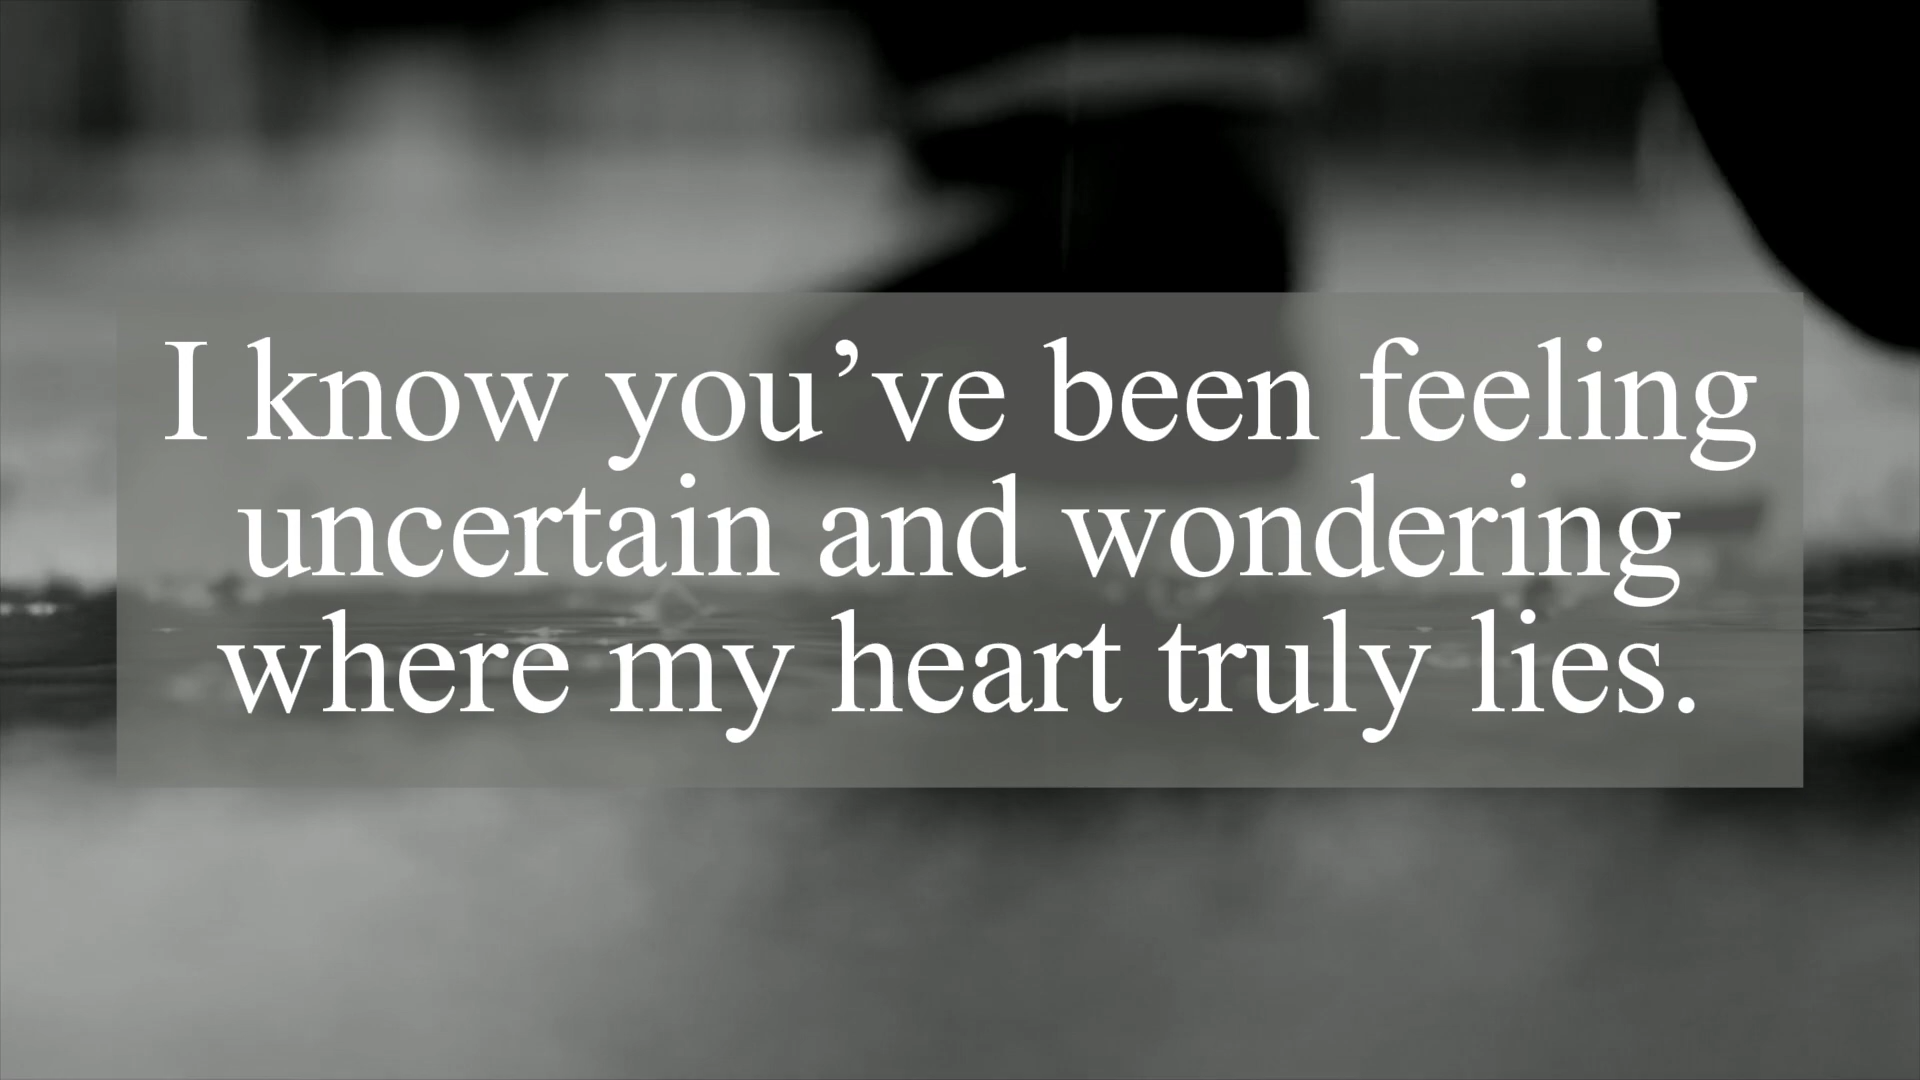 I know you’ve been feeling
uncertain and wondering
where my heart truly lies.